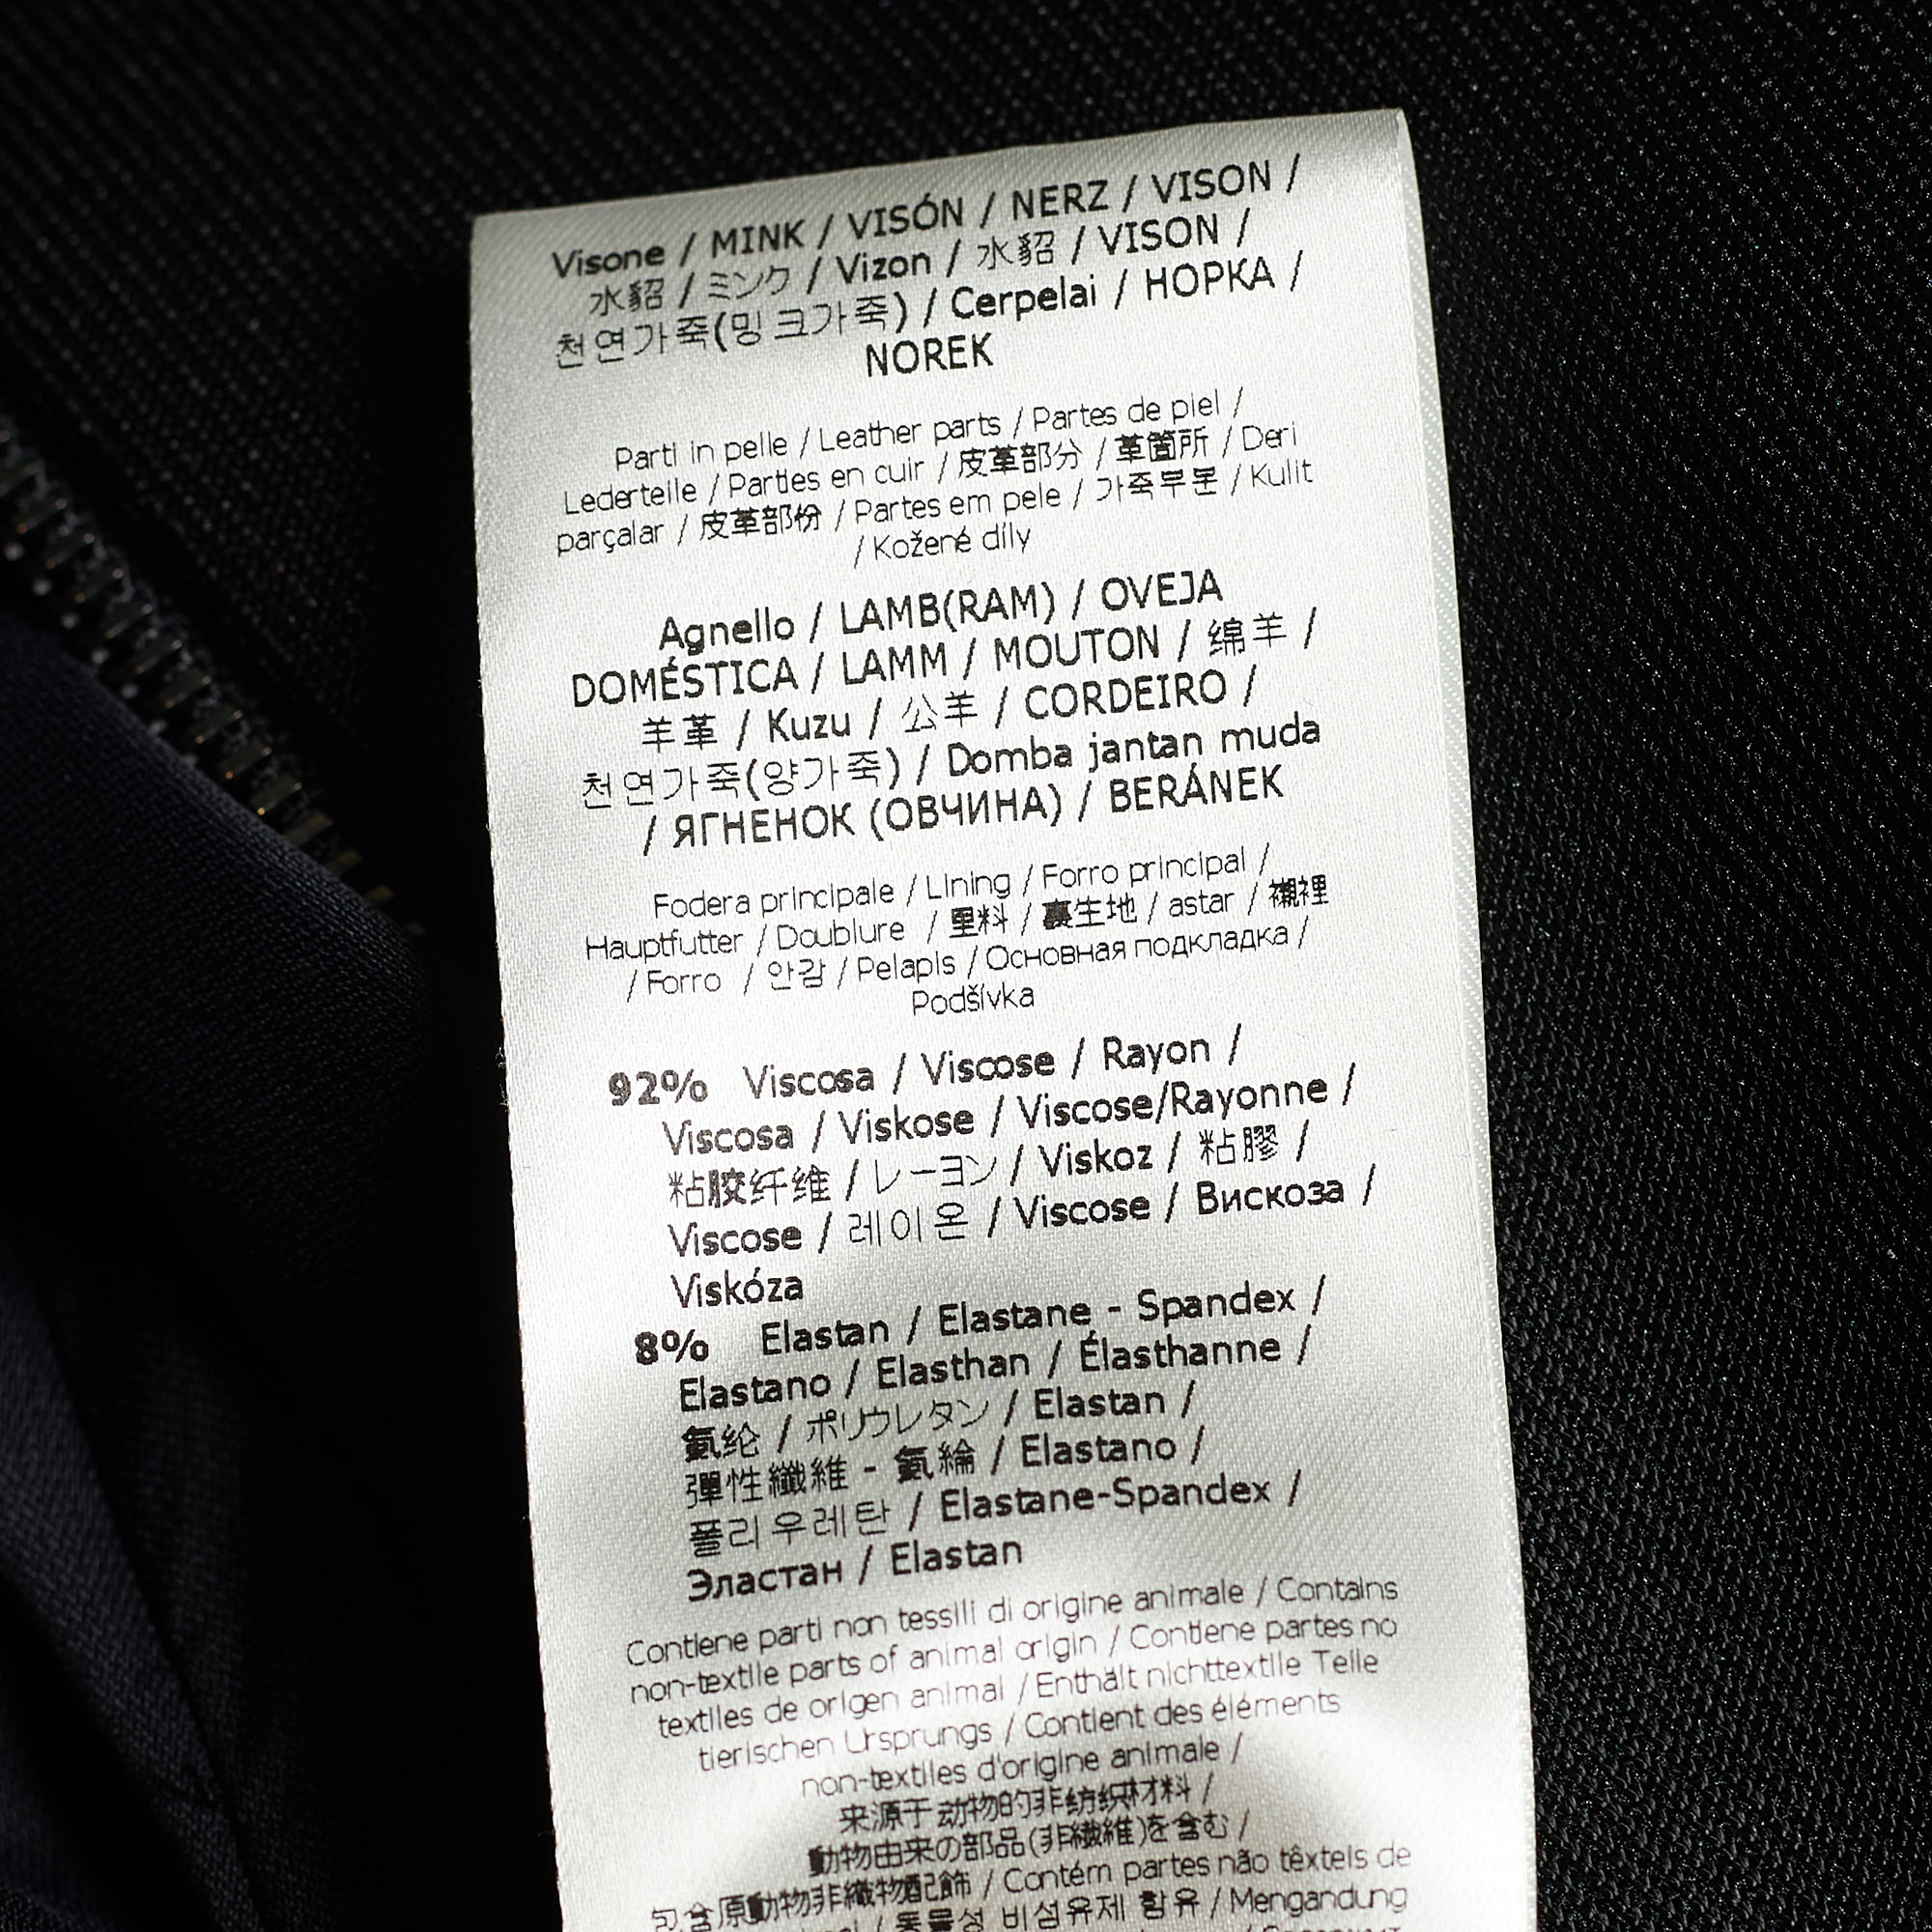 Visone / MINK / VISÓN / NERZ / VISON /
水貂 / ミンク / Vizon / 水貂 / VISON /
천연가죽(밍크가죽) / Cerpelai / НОРКА /
NOREK
Parti in pelle / Leather parts / Partes de piel /
Lederteile / Parties en cuir / 皮革部分 / 革箇所 / Deri
parçalar / 皮革部份 / Partes em pele / 가죽부분 / Kulit
/ Kožené díly
Agnello / LAMB(RAM) / OVEJA
DOMÉSTICA / LAMM / MOUTON / 绵羊 /
羊革 / Kuzu / 公羊 / CORDEIRO /
천연가죽(양가죽) / Domba jantan muda
/ ЯГНЕНОК (ОВЧИНА) / BERÁNEK
Fodera principale / Lining / Forro principal /
Hauptfutter / Doublure / 里料 / 裏生地 / astar / 襯裡
/ Forro / 안감 / Pelapis / Основная подкладка /
Podšívka
92% Viscosa / Viscose / Rayon /
Viscosa / Viskose / Viscose/Rayonne /
粘胶纤维 / レーヨン / Viskoz / 粘膠 /
Viscose / 레이온 / Viscose / Вискоза /
Viskóza
8% Elastan / Elastane - Spandex /
Elastano / Elasthan / Élasthanne /
氨纶 / ポリウレタン / Elastan /
彈性纖維 - 氨綸 / Elastano /
폴리우레탄 / Elastane-Spandex /
Эластан / Elastan
Contiene parti non tessili di origine animale / Contains
non-textile parts of animal origin / Contiene partes no
textiles de origen animal / Enthält nichttextile Teile
tierischen Ursprungs / Contient des éléments
non-textiles d'origine animale /
来源于动物的非纺织材料 /
動物由来の部品(非繊維)を含む /
包含原動物非織物配飾 / Contém partes não têxteis de
/ 동물성 비섬유제 함유 / Mengandung